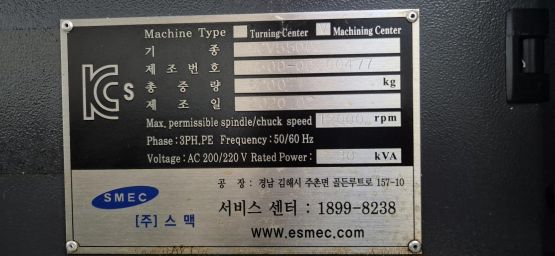 Machine Type Turning Center V Machining Center
기 종
제 조 번 호
총 중 량 kg
제 조 일
Max. permissible spindle/chuck speed rpm
Phase : 3PH.PE Frequency : 50/60 Hz
Voltage : AC 200/220 V Rated Power : kVA
KCs
SMEC
[주] 스 맥
공 장 : 경남 김해시 주촌면 골든루트로 157-10
서비스 센터 : 1899-8238
www.esmec.com